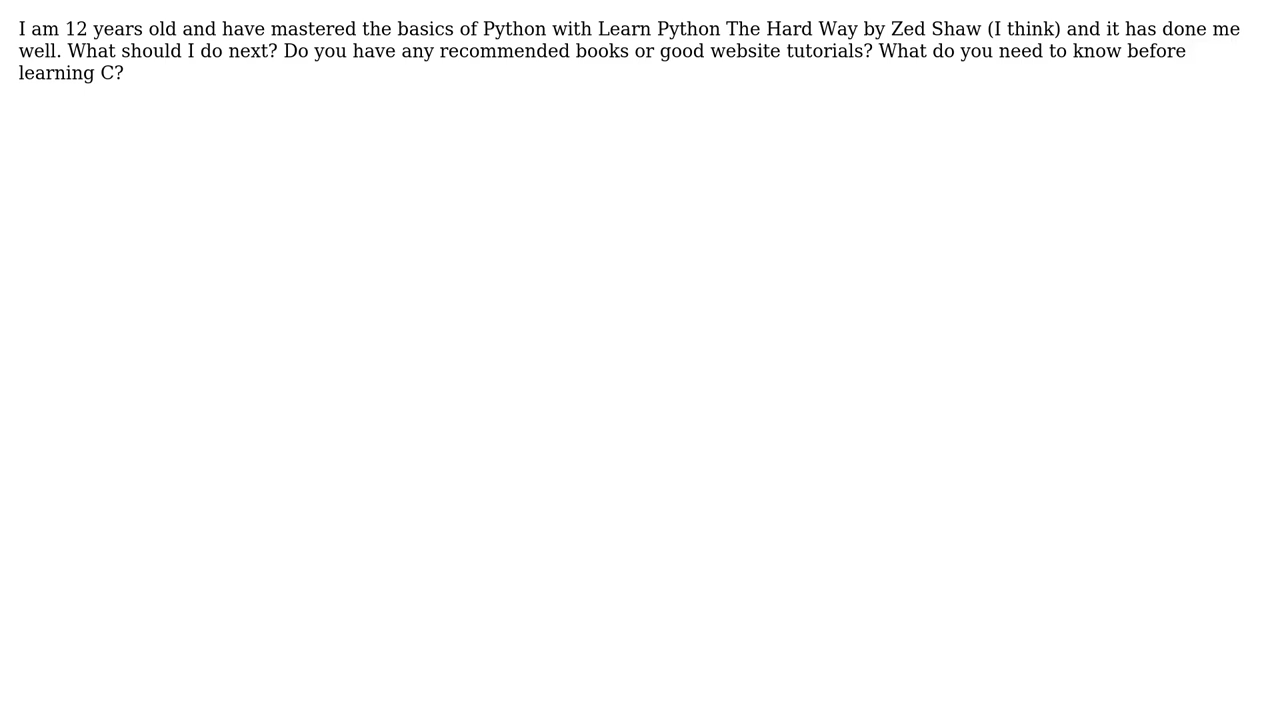 I am 12 years old and have mastered the basics of Python with Learn Python The Hard Way by Zed Shaw (I think) and it has done me
well. What should I do next? Do you have any recommended books or good website tutorials? What do you need to know before
learning C?